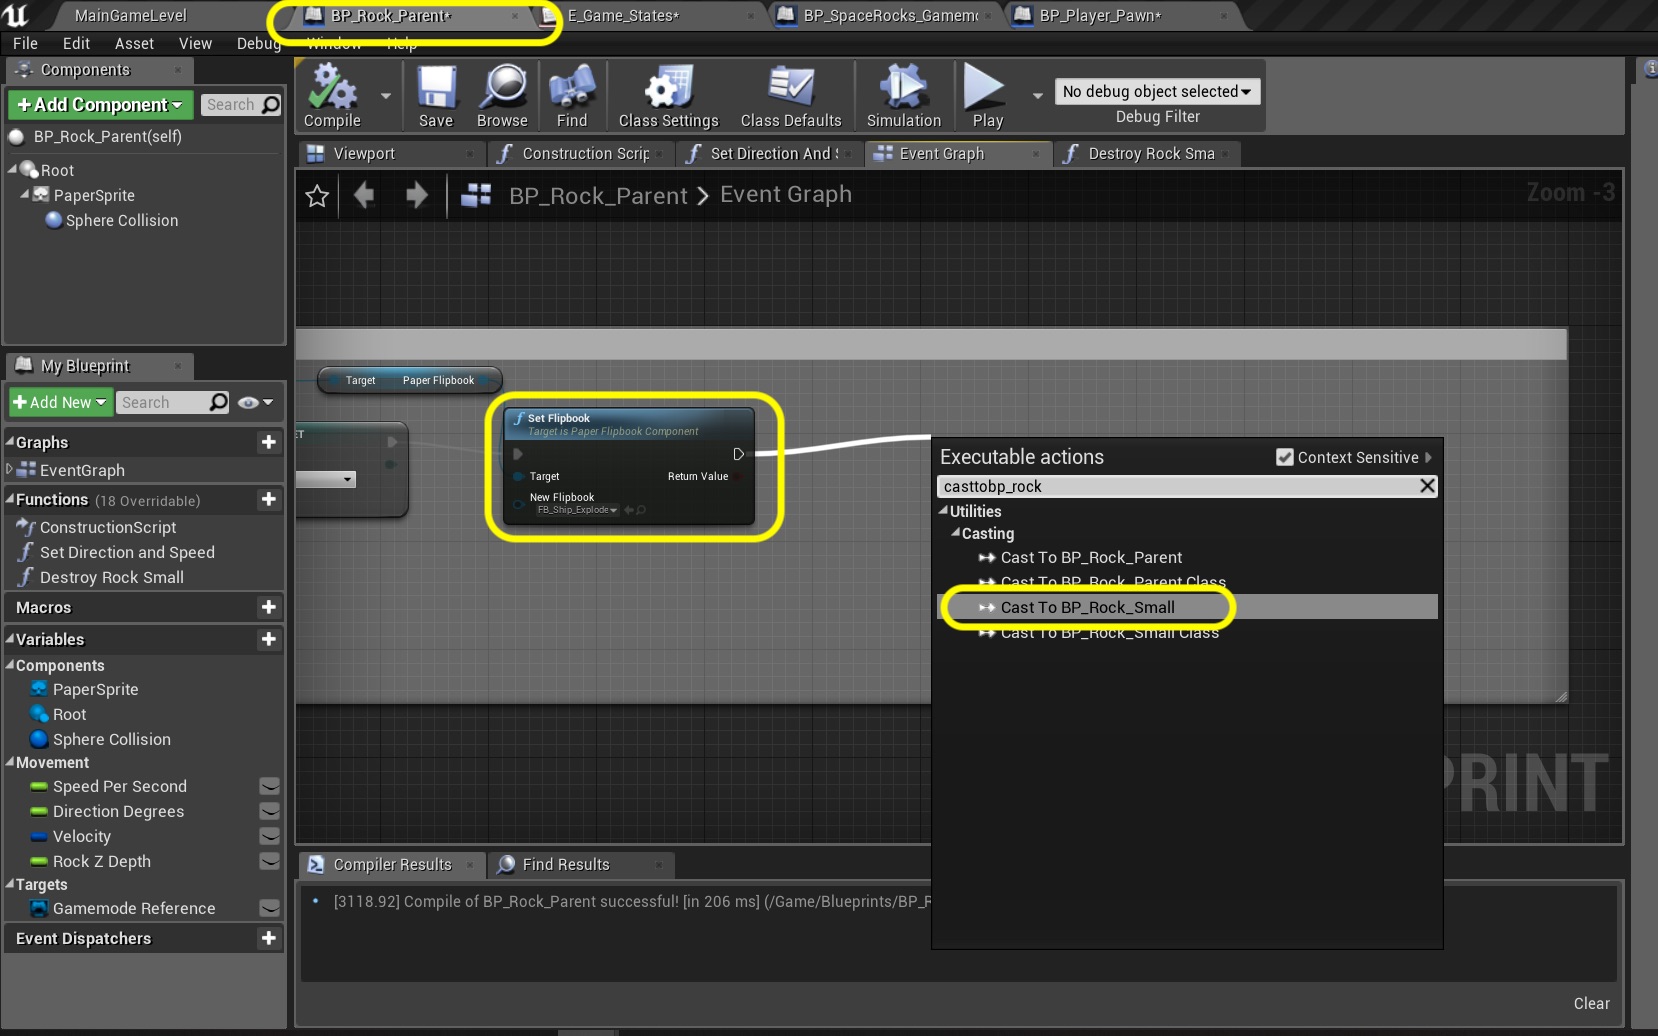 MainGameLevel
BP_Rock_Parent*
E_Game_States*
BP_SpaceRocks_Gamem
BP_Player_Pawn*
File Edit Asset View Debug Window Help
Components
+Add Component
Search
BP_Rock_Parent(self)
Root
PaperSprite
Sphere Collision
Compile
Save
Browse
Find
Class Settings
Class Defaults
Simulation
Play
No debug object selected
Debug Filter
Viewport
Construction Scrip
Set Direction And
Event Graph
Destroy Rock Sma
BP_Rock_Parent > Event Graph
Zoom -3
My Blueprint
+Add New
Search
Graphs
EventGraph
Functions (18 Overridable)
ConstructionScript
Set Direction and Speed
Destroy Rock Small
Macros
Variables
Components
PaperSprite
Root
Sphere Collision
Movement
Speed Per Second
Direction Degrees
Velocity
Rock Z Depth
Targets
Gamemode Reference
Event Dispatchers
Target Paper Flipbook
ET
Set Flipbook
Target is Paper Flipbook Component
Target
Return Value
New Flipbook
FB_Ship_Explode
Executable actions
Context Sensitive
casttobp_rock
Utilities
Casting
Cast To BP_Rock_Parent
Cast To BP_Rock_Parent Class
Cast To BP_Rock_Small
Cast To BP_Rock_Small Class
PRINT
Compiler Results
Find Results
[3118.92] Compile of BP_Rock_Parent successful! [in 206 ms] (/Game/Blueprints/BP_R
Clear